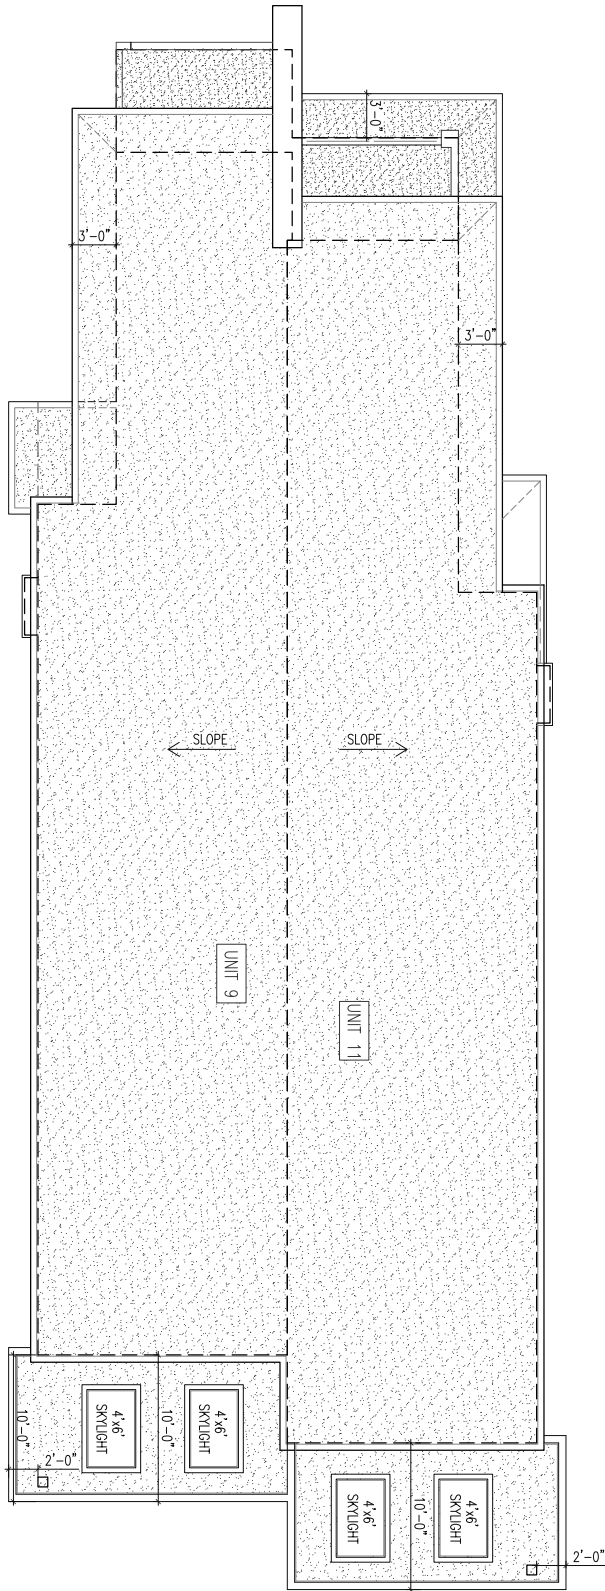 3'-0"
3'-0"
3'-0"
SLOPE
SLOPE
UNIT 9
UNIT 11
10'-0"
4'x6'
SKYLIGHT
10'-0"
4'x6'
SKYLIGHT
2'-0"
4'x6'
SKYLIGHT
10'-0"
4'x6'
SKYLIGHT
2'-0"